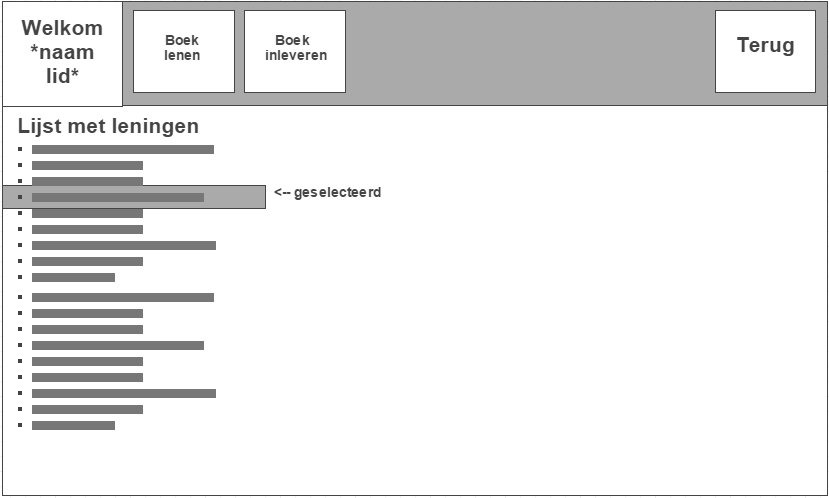 Welkom
*naam
lid*
Boek
lenen
Boek
inleveren
Terug
Lijst met leningen
<-- geselecteerd